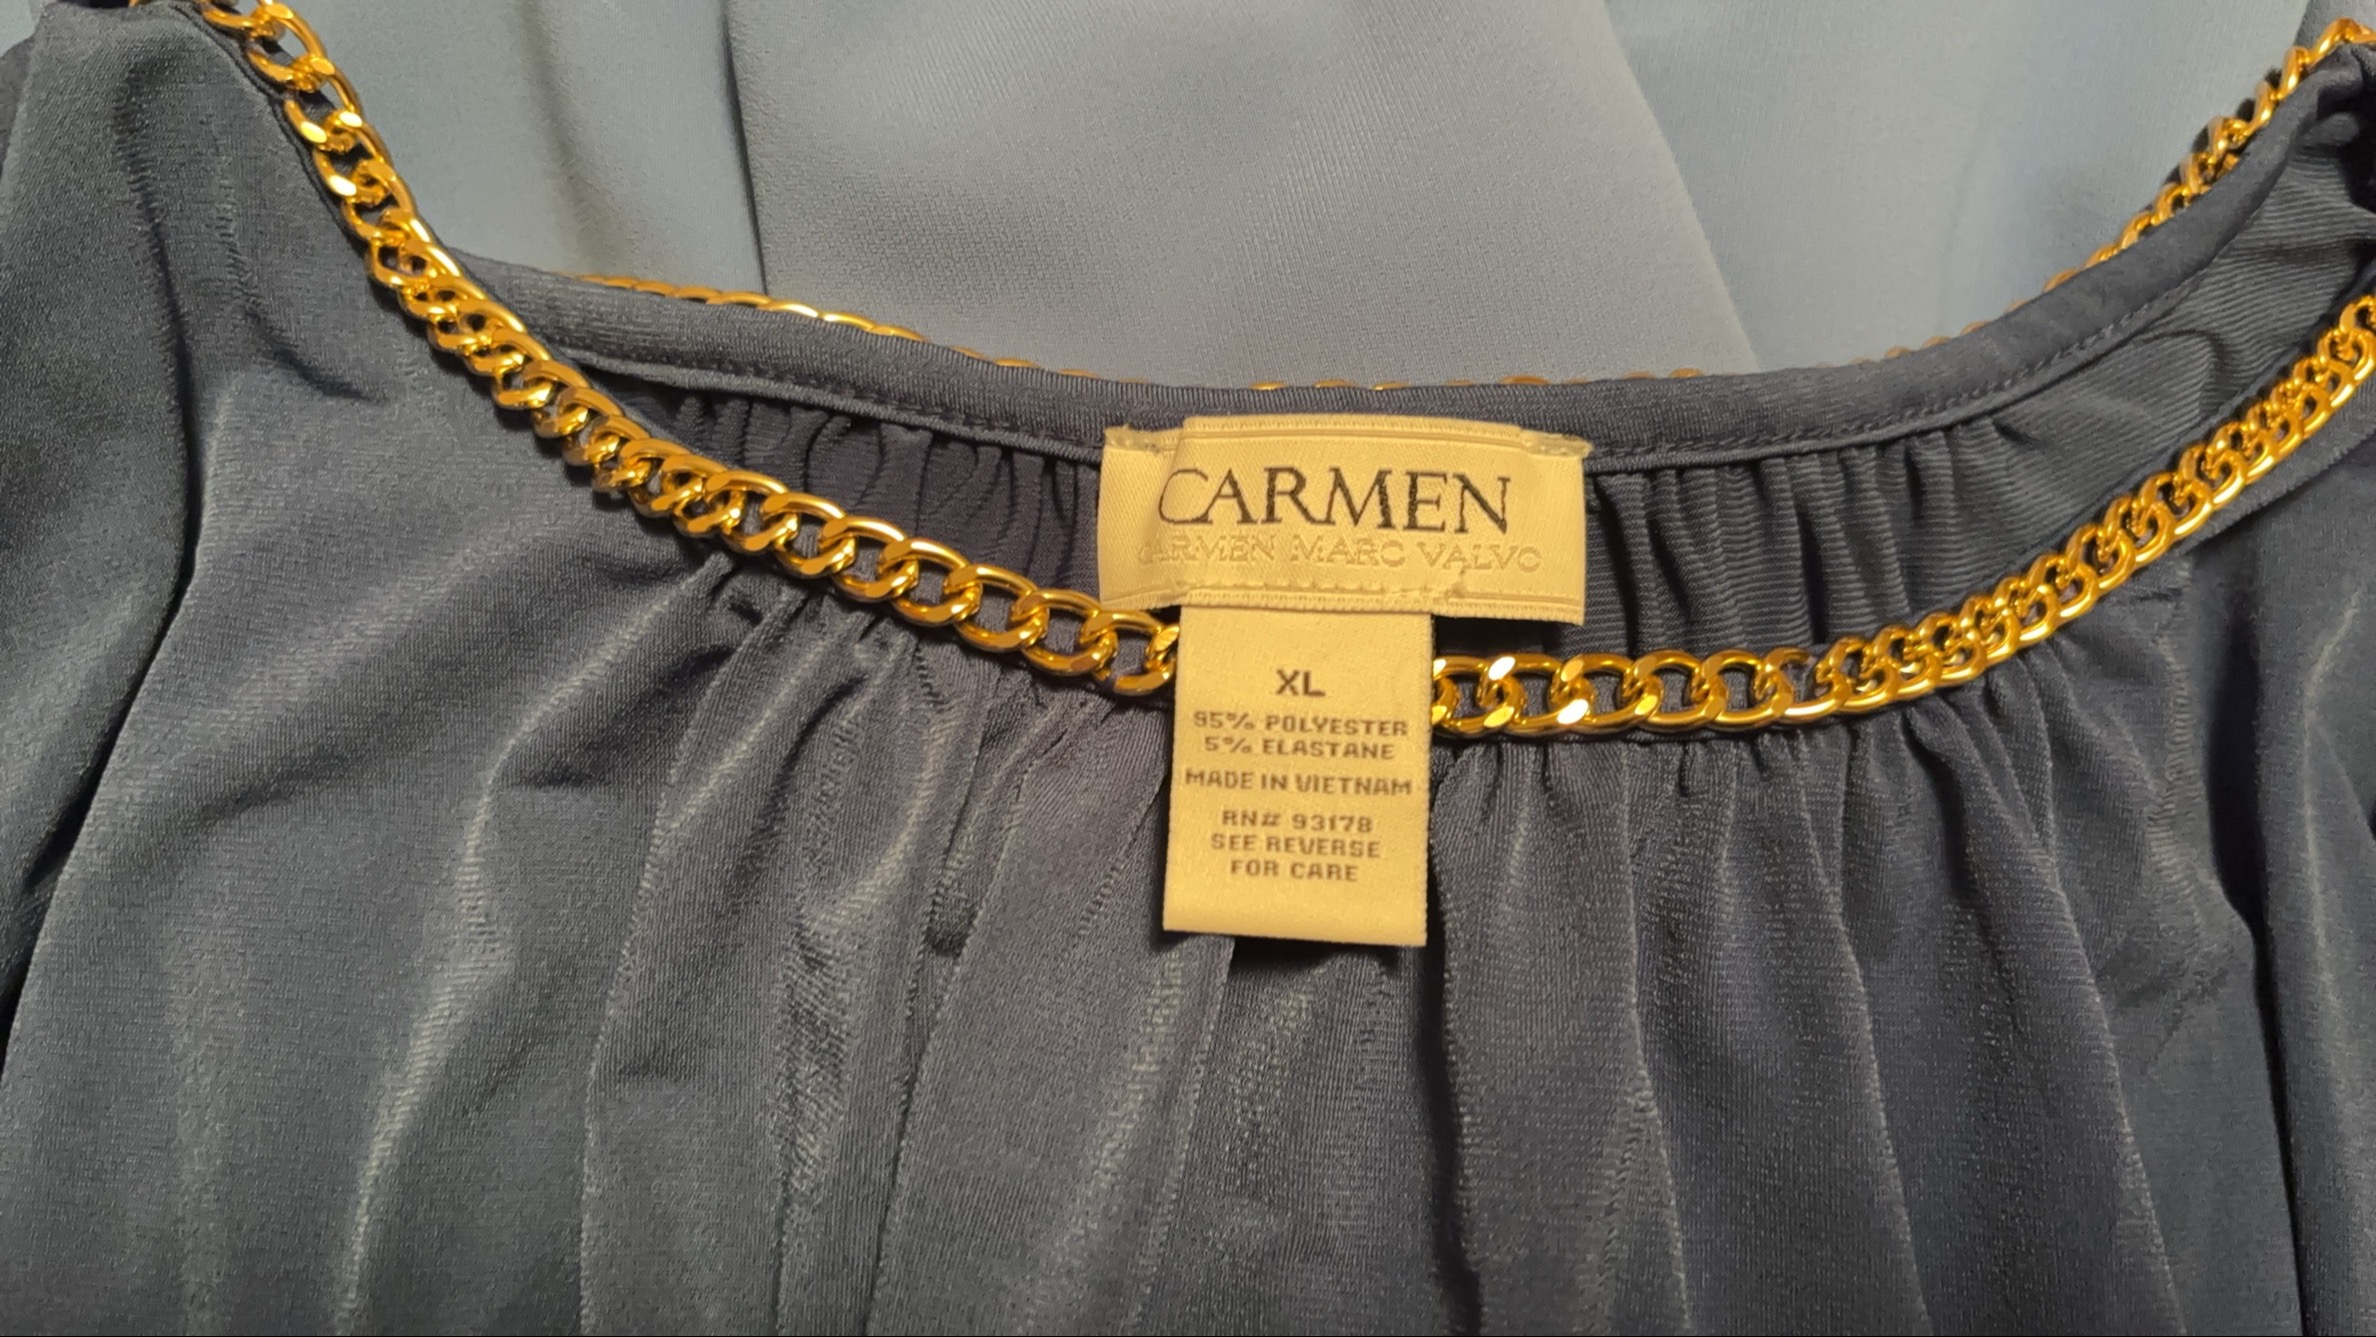 CARMEN
CARMEN MARC VALVO
XL
95% POLYESTER
5% ELASTANE
MADE IN VIETNAM
RN# 93178
SEE REVERSE
FOR CARE